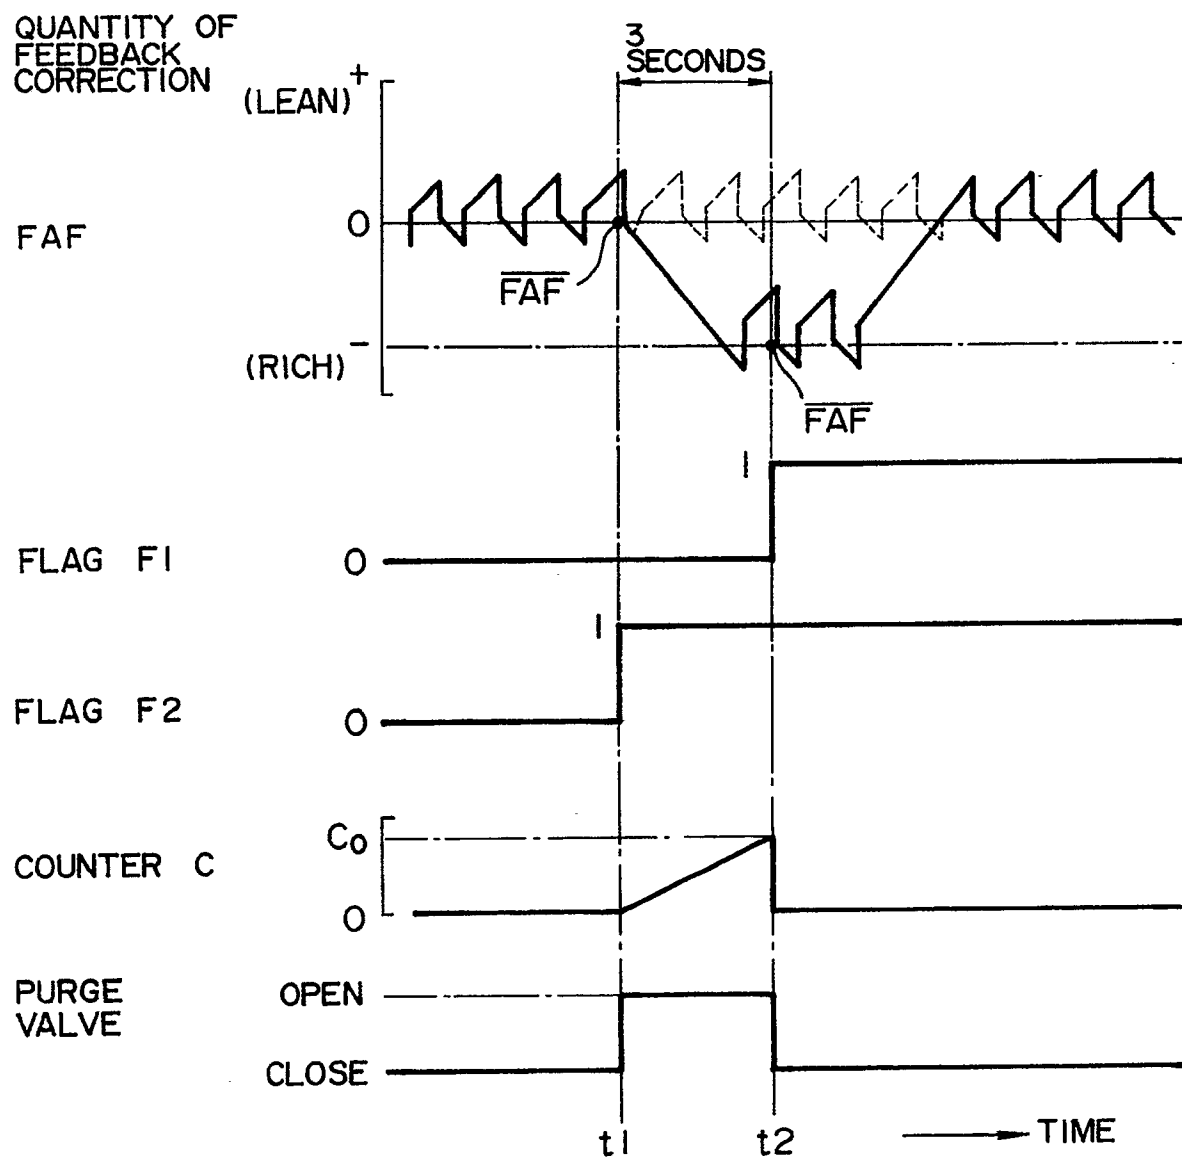 QUANTITY OF
FEEDBACK
CORRECTION
3
SECONDS
+
(LEAN)
FAF
0
FAF
-
(RICH)
FAF
1
FLAG F1
0
1
FLAG F2
0
Co
COUNTER C
0
PURGE
VALVE
OPEN
CLOSE
t1
t2
TIME